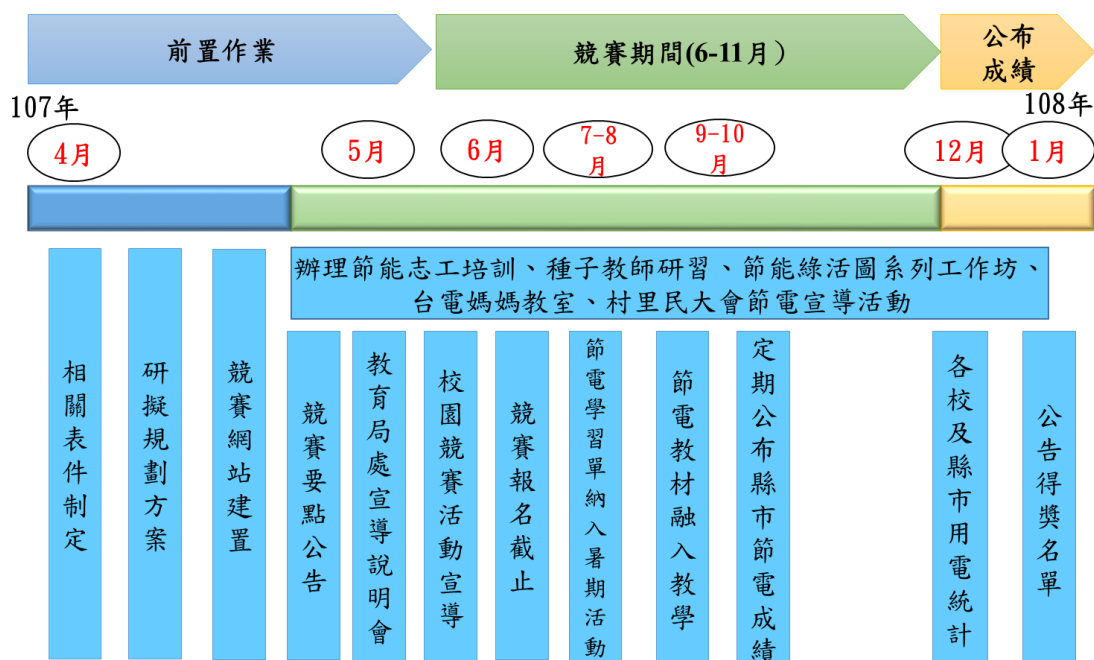 前置作業
競賽期間(6-11月）
公布
成績
107年
108年
4月
5月
6月
7-8
月
9-10
月
12月
1月
辦理節能志工培訓、種子教師研習、節能綠活圖系列工作坊、
台電媽媽教室、村里民大會節電宣導活動
相關表件制定
研擬規劃方案
競賽網站建置
競賽要點公告
教育局處宣導說明會
校園競賽活動宣導
競賽報名截止
節電學習單納入暑期活動
節電教材融入教學
定期公布縣市節電成績
各校及縣市用電統計
公告得獎名單